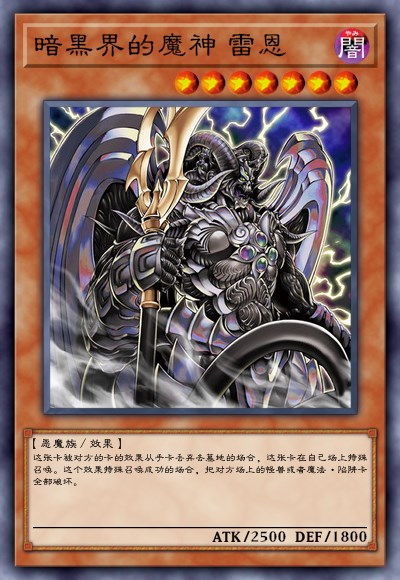 暗黑界的魔神 雷恩
やみ
闇
【恶魔族／效果】
这张卡被对方的卡的效果从手卡丢弃去墓地的场合，这张卡在自己场上特殊
召唤。这个效果特殊召唤成功的场合，把对方场上的怪兽或者魔法·陷阱卡
全部破坏。
ATK/2500 DEF/1800